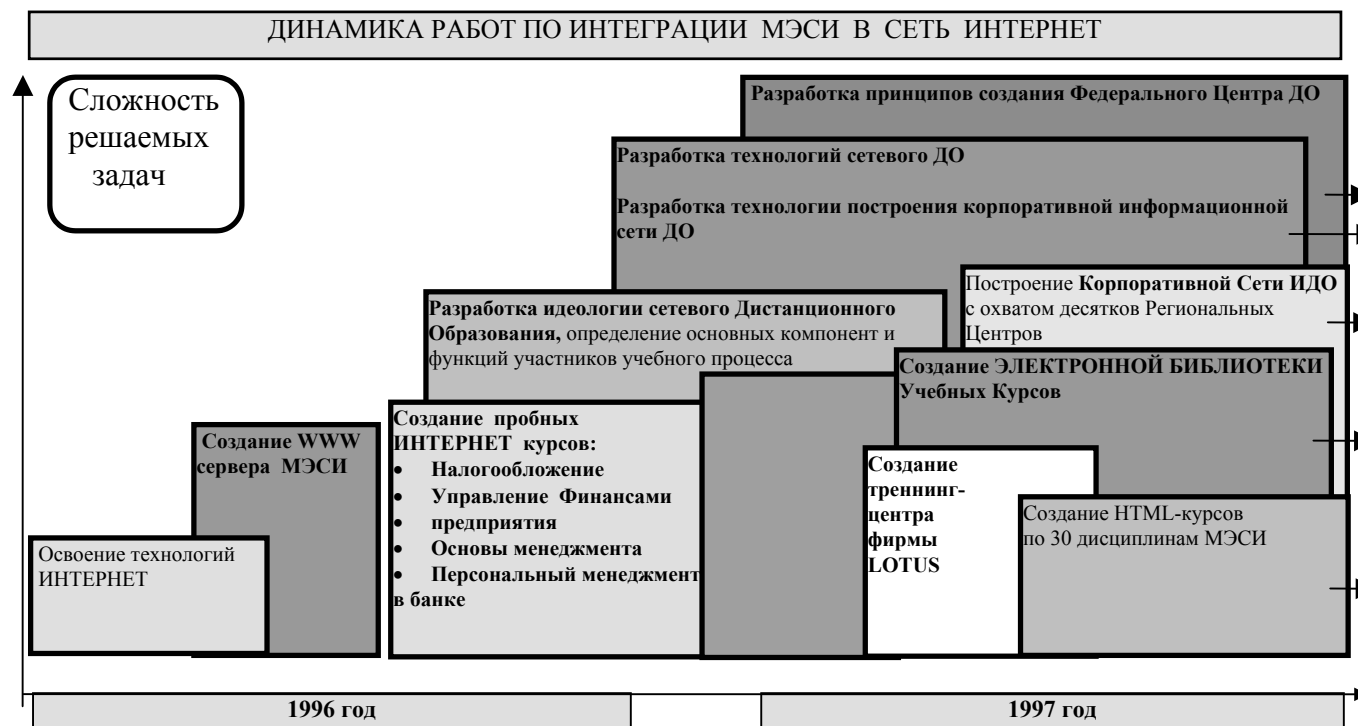 ДИНАМИКА РАБОТ ПО ИНТЕГРАЦИИ МЭСИ В СЕТЬ ИНТЕРНЕТ
Сложность
решаемых
задач
Разработка принципов создания Федерального Центра ДО
Разработка технологий сетевого ДО
Разработка технологии построения корпоративной информационной
сети ДО
Построение Корпоративной Сети ИДО
с охватом десятков Региональных
Центров
Разработка идеологии сетевого Дистанционного
Образования, определение основных компонент и
функций участников учебного процесса
Создание ЭЛЕКТРОННОЙ БИБЛИОТЕКИ
Учебных Курсов
Создание пробных
ИНТЕРНЕТ курсов:
• Налогообложение
• Управление Финансами
• предприятия
• Основы менеджмента
• Персональный менеджмент
в банке
Создание WWW
сервера МЭСИ
Создание
треннинг-
центра
фирмы
LOTUS
Создание HTML-курсов
по 30 дисциплинам МЭСИ
Освоение технологий
ИНТЕРНЕТ
1996 год
1997 год